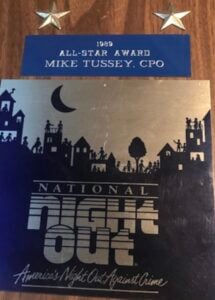 1989
ALL-STAR AWARD
MIKE TUSSEY, CPO
NATIONAL
NIGHT
OUT
America's Night Out Against Crime